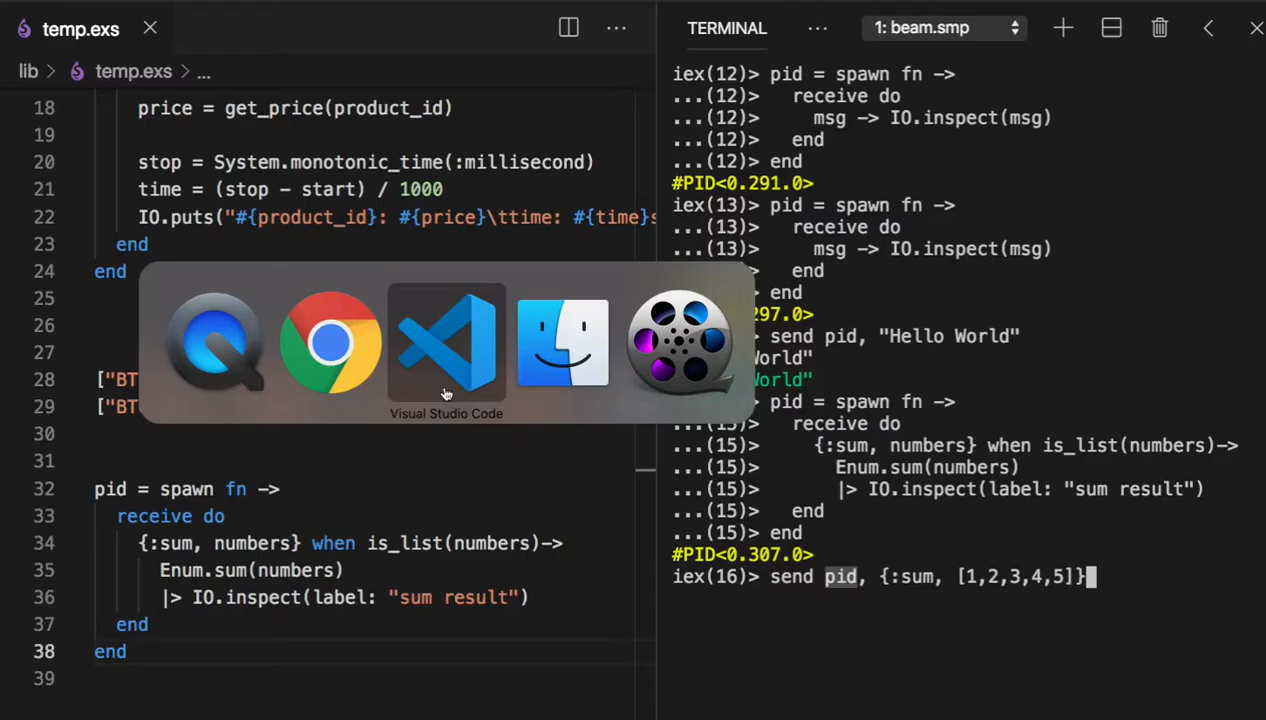 temp.exs
lib > temp.exs > ...
18 price = get_price(product_id)
19
20 stop = System.monotonic_time(:millisecond)
21 time = (stop - start) / 1000
22 IO.puts("#{product_id}: #{price}\ttime: #{time}s
23 end
24 end
25
26
27
28 ["BT
29 ["BT
30
31
32 pid = spawn fn ->
33 receive do
34 {:sum, numbers} when is_list(numbers)->
35 Enum.sum(numbers)
36 |> IO.inspect(label: "sum result")
37 end
38 end
39
Visual Studio Code
TERMINAL ... 1: beam.smp
iex(12)> pid = spawn fn ->
...(12)> receive do
...(12)> msg -> IO.inspect(msg)
...(12)> end
...(12)> end
#PID<0.291.0>
iex(13)> pid = spawn fn ->
...(13)> receive do
...(13)> msg -> IO.inspect(msg)
> end
> end
297.0>
> send pid, "Hello World"
World"
World"
> pid = spawn fn ->
...(15)> receive do
...(15)> {:sum, numbers} when is_list(numbers)->
...(15)> Enum.sum(numbers)
...(15)> |> IO.inspect(label: "sum result")
...(15)> end
...(15)> end
#PID<0.307.0>
iex(16)> send pid, {:sum, [1,2,3,4,5]}